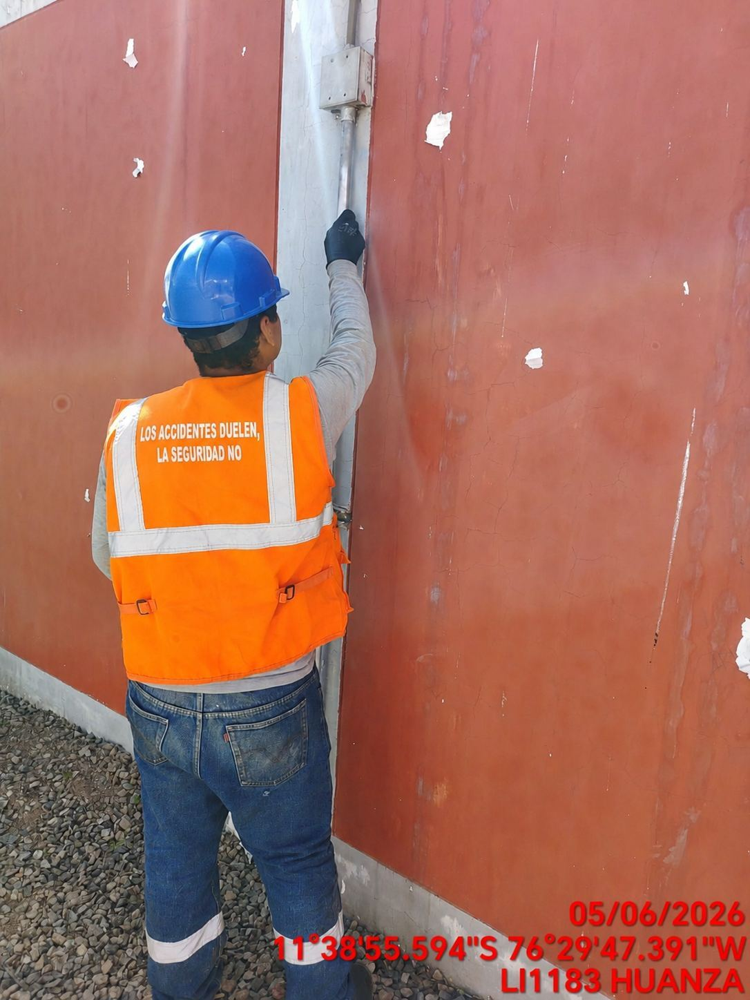 LOS ACCIDENTES DUELEN,
LA SEGURIDAD NO
05/06/2026
11°38'55.594"S 76°29'47.391"W
LI1183 HUANZA